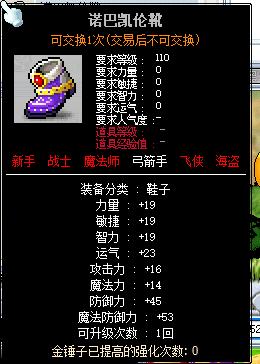 诺巴凯伦靴
可交换1次(交易后不可交换)
要求等级： 110
要求力量： 0
要求敏捷： 0
要求智力： 0
要求运气： 0
要求人气度： -
道具等级： -
道具经验值： -
新手 战士 魔法师 弓箭手 飞侠 海盗
装备分类 ：鞋子
力量 ：+19
敏捷 ：+19
智力 ：+19
运气 ：+23
攻击力 ：+16
魔力 ：+14
防御力 ：+45
魔法防御力 ：+53
可升级次数 ：1回
金锤子已提高的强化次数: 0